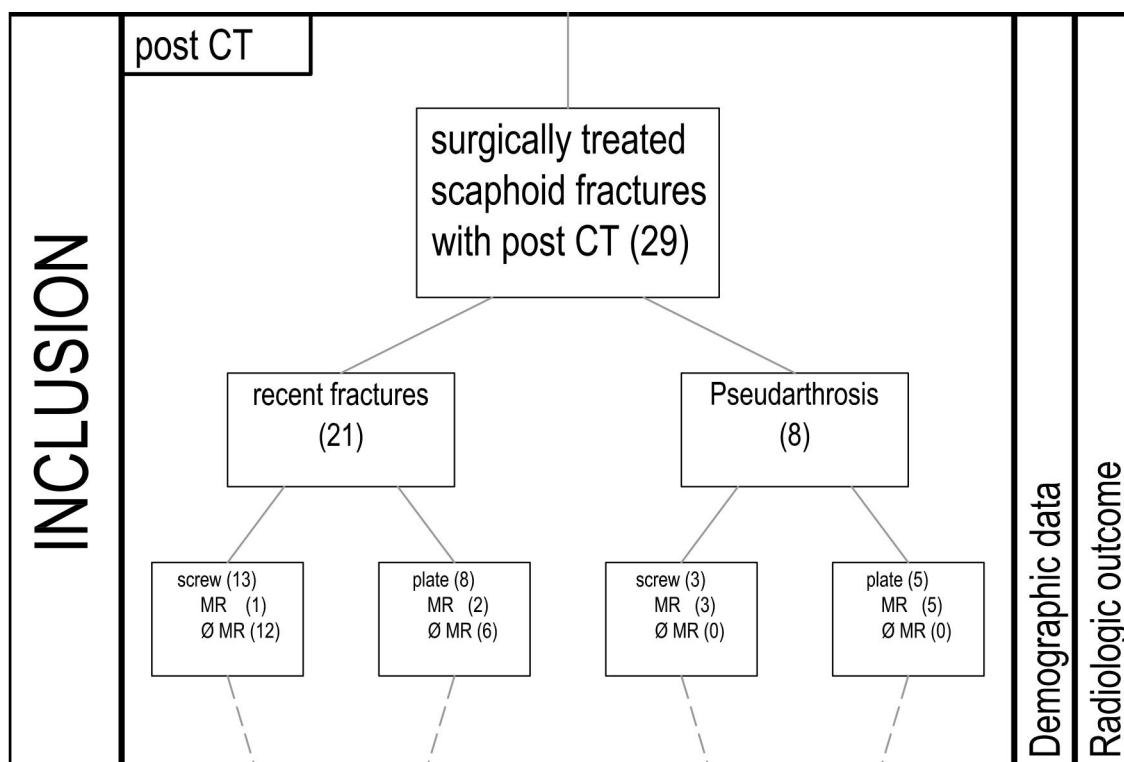 INCLUSION
post CT
surgically treated
scaphoid fractures
with post CT (29)
recent fractures
(21)
Pseudarthrosis
(8)
screw (13)
MR (1)
Ø MR (12)
plate (8)
MR (2)
Ø MR (6)
screw (3)
MR (3)
Ø MR (0)
plate (5)
MR (5)
Ø MR (0)
Demographic data
Radiologic outcome